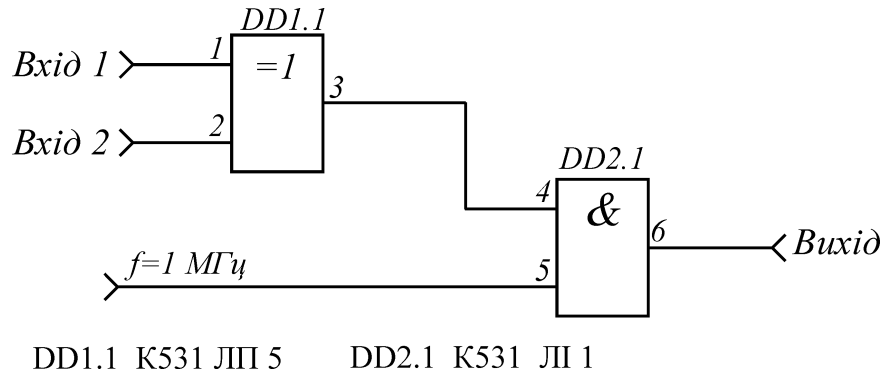 DD1.1
Вхід 1
1
=1
3
Вхід 2
2
DD2.1
4
&
6
Вихід
f=1 МГц
5
DD1.1 К531 ЛП 5
DD2.1 К531 ЛІ 1